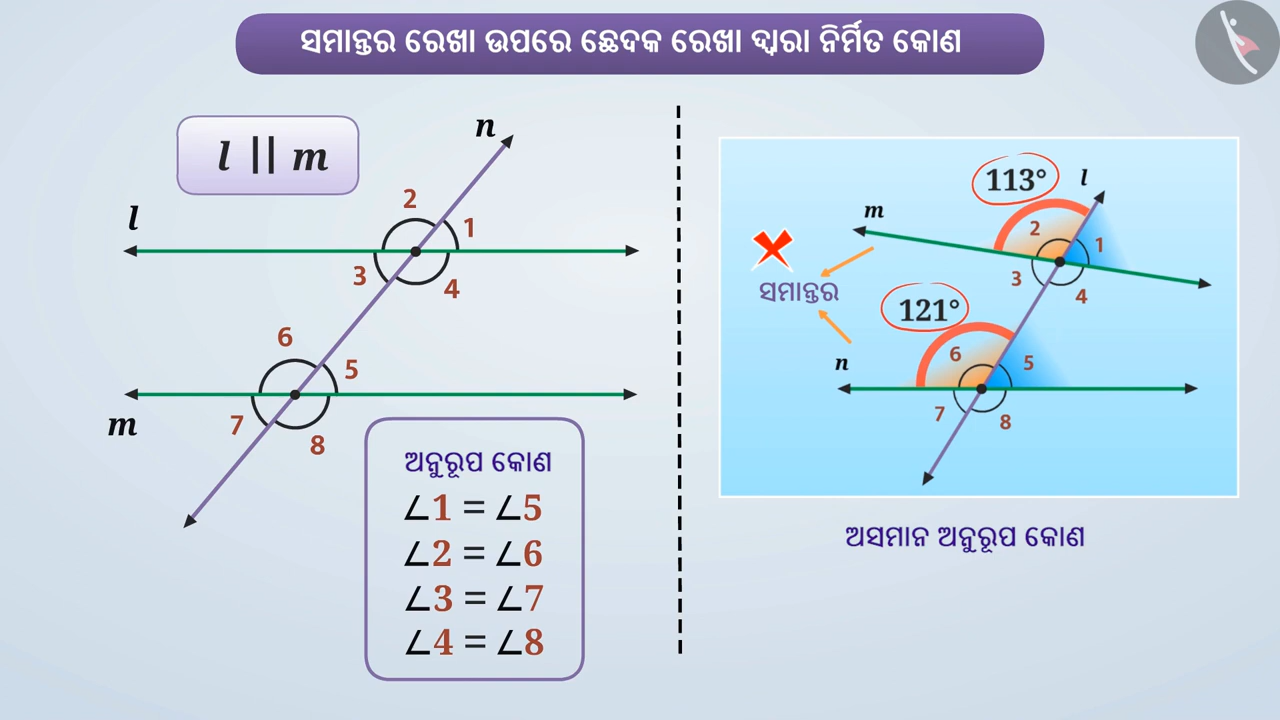 ସମାନ୍ତର ରେଖା ଉପରେ ଛେଦକ ରେଖା ଦ୍ୱାରା ନିର୍ମିତ କୋଣ
l || m
n
l
2
1
3
4
6
5
m
7
8
ଅନୁରୂପ କୋଣ
∠1 = ∠5
∠2 = ∠6
∠3 = ∠7
∠4 = ∠8
113°
l
m
2
1
3
4
ସମାନ୍ତର
121°
n
6
5
7
8
ଅସମାନ ଅନୁରୂପ କୋଣ